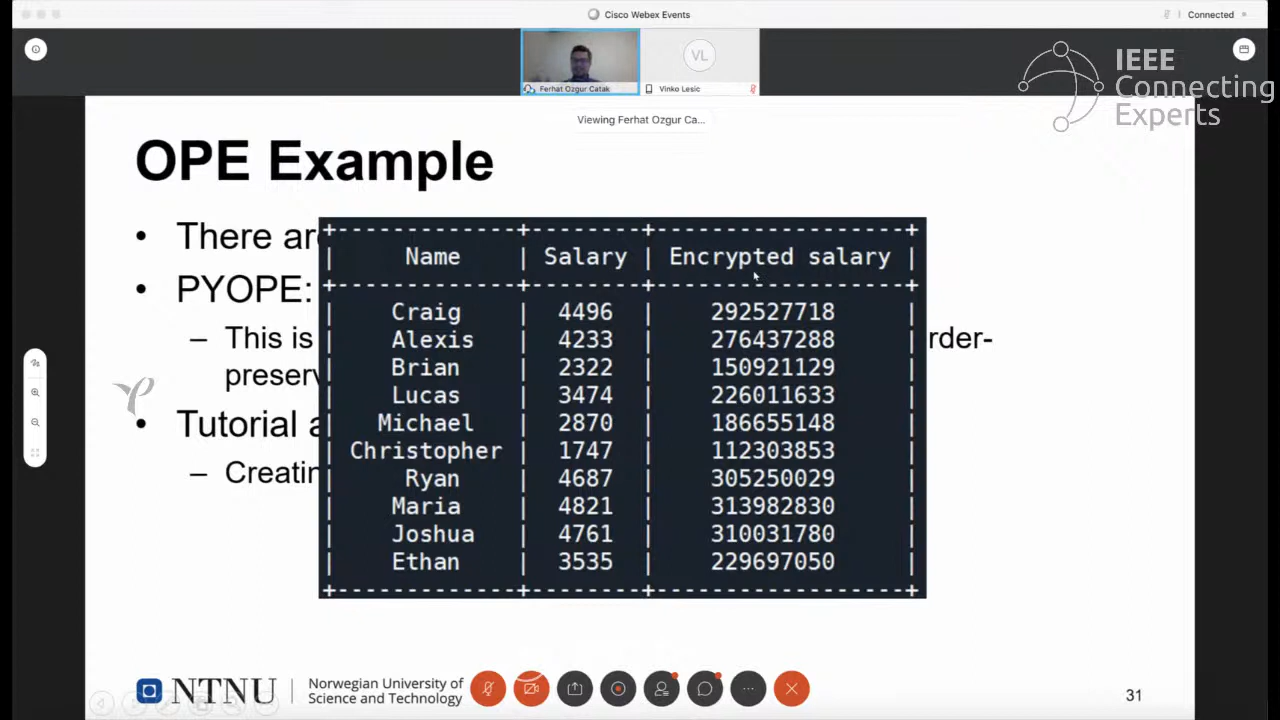 Cisco Webex Events
Connected
VL
Ferhat Ozgur Catak
Vinko Lesic
IEEE
Connecting
Experts
Viewing Ferhat Ozgur Ca...
OPE Example
• There are
• PYOPE:
– This is
rder-
preserv
• Tutorial a
– Creatin
| Name | Salary | Encrypted salary |
| Craig | 4496 | 292527718 |
| Alexis | 4233 | 276437288 |
| Brian | 2322 | 150921129 |
| Lucas | 3474 | 226011633 |
| Michael | 2870 | 186655148 |
| Christopher | 1747 | 112303853 |
| Ryan | 4687 | 305250029 |
| Maria | 4821 | 313982830 |
| Joshua | 4761 | 310031780 |
| Ethan | 3535 | 229697050 |
NTNU
Norwegian University of
Science and Technology
31